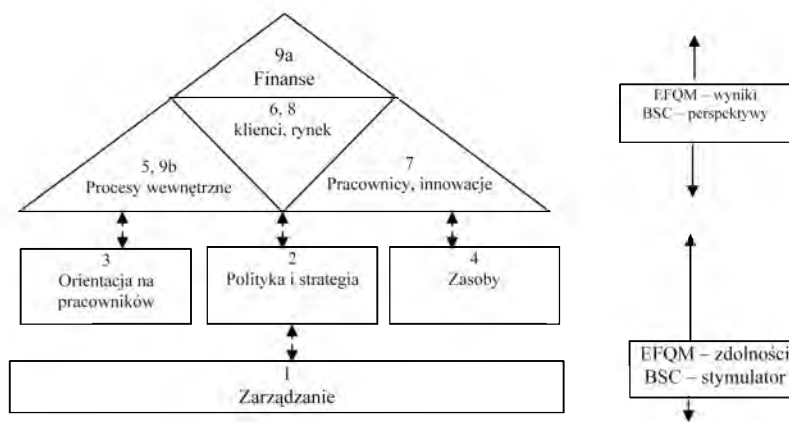 9a
Finanse
6, 8
klienci, rynek
5, 9b
Procesy wewnętrzne
7
Pracownicy, innowacje
EFQM – wyniki
BSC – perspektywy
3
Orientacja na
pracowników
2
Polityka i strategia
4
Zasoby
1
Zarządzanie
EFQM – zdolności
BSC – stymulator